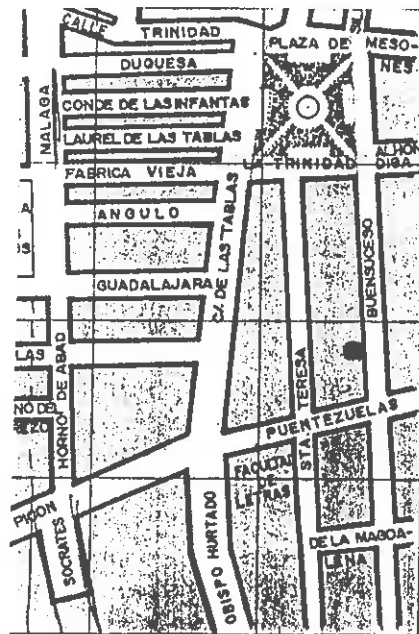 CALLE
TRINIDAD
PLAZA DE MESO-
NES
DUQUESA
CONDE DE LAS INFANTAS
MALAGA
LAUREL DE LAS TABLAS
LA TRINIDAD
ALHON
DIGA
FABRICA VIEJA
ANGULO
C/. DE LAS TABLAS
BUENSUCESO
GUADALAJARA
LAS
HORNO DE ABAD
STA. TERESA
PUENTEZUELAS
NO DE
FACULTAD
DE
LETRAS
PICON
SOCRATES
OBISPO HURTADO
DE LA MAGDA-
LENA